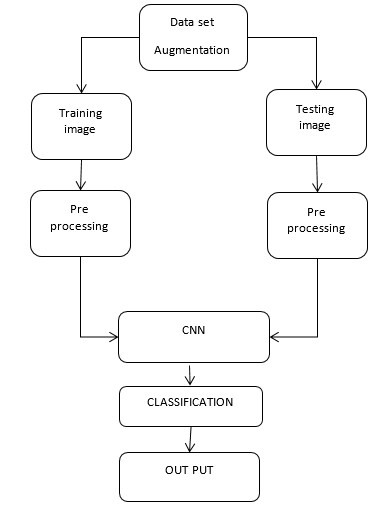 Data set
Augmentation
Training
image
Testing
image
Pre
processing
Pre
processing
CNN
CLASSIFICATION
OUT PUT